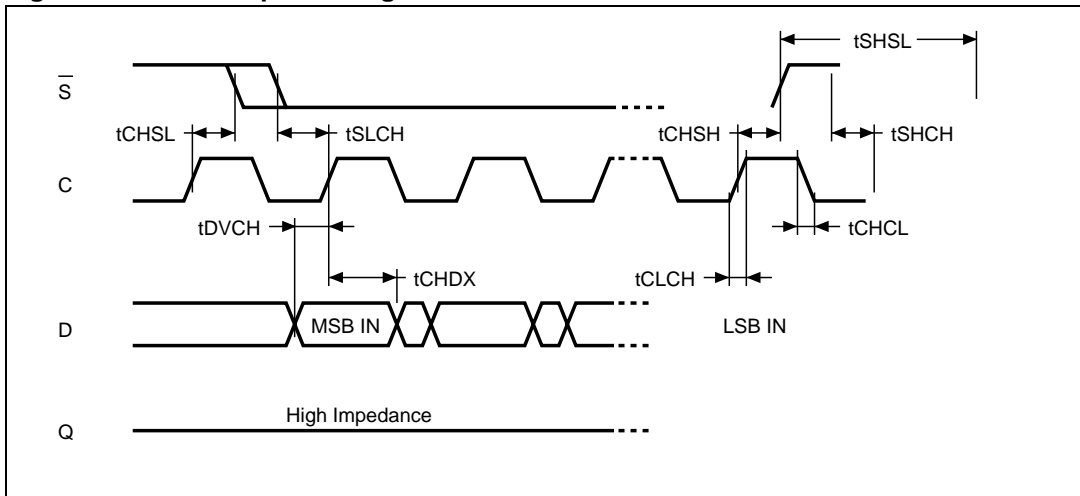 tSHSL
S
tCHSL
tSLCH
tCHSH
tSHCH
C
tDVCH
tCHCL
tCHDX
tCLCH
D
MSB IN
LSB IN
High Impedance
Q